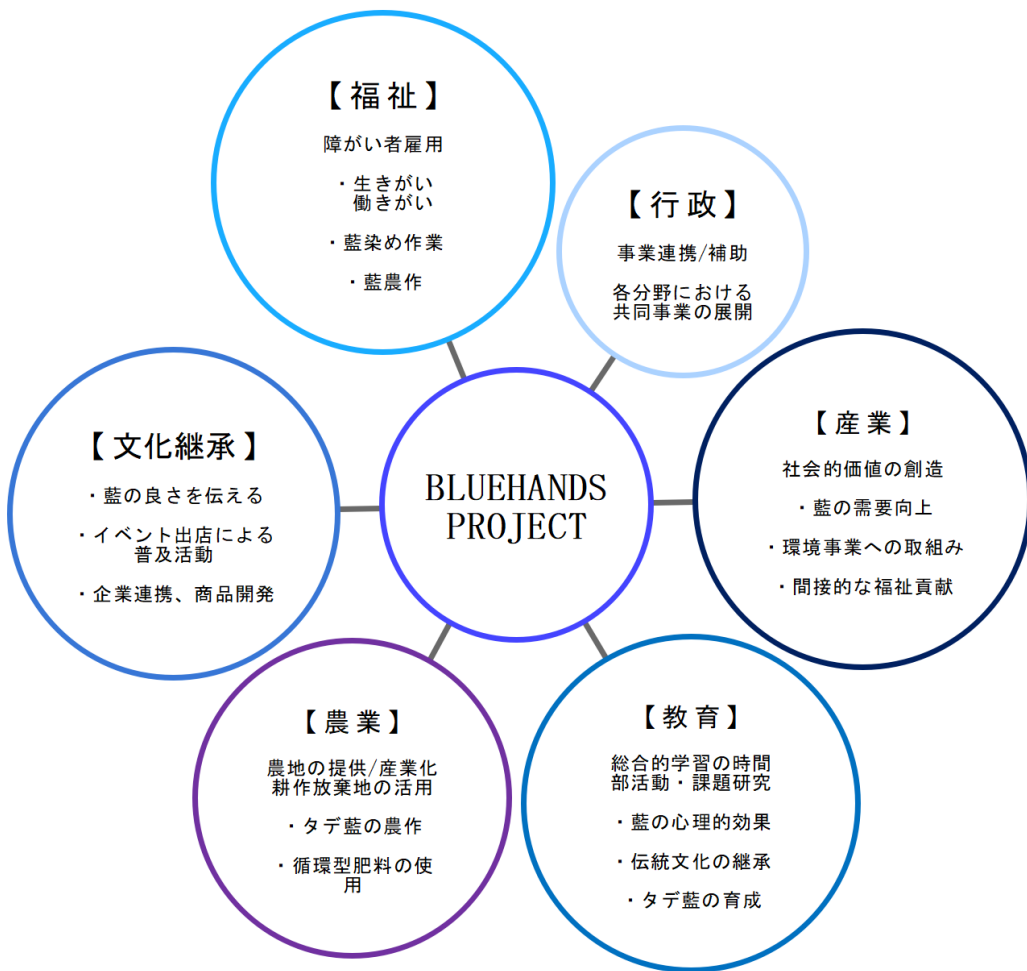 【福祉】
障がい者雇用
・生きがい
働きがい
・藍染め作業
・藍農作
【行政】
事業連携/補助
各分野における
共同事業の展開
【産業】
社会的価値の創造
・藍の需要向上
・環境事業への取組み
・間接的な福祉貢献
【文化継承】
・藍の良さを伝える
・イベント出店による
普及活動
・企業連携、商品開発
BLUEHANDS
PROJECT
【農業】
農地の提供/産業化
耕作放棄地の活用
・タデ藍の農作
・循環型肥料の使
用
【教育】
総合的学習の時間
部活動・課題研究
・藍の心理的効果
・伝統文化の継承
・タデ藍の育成